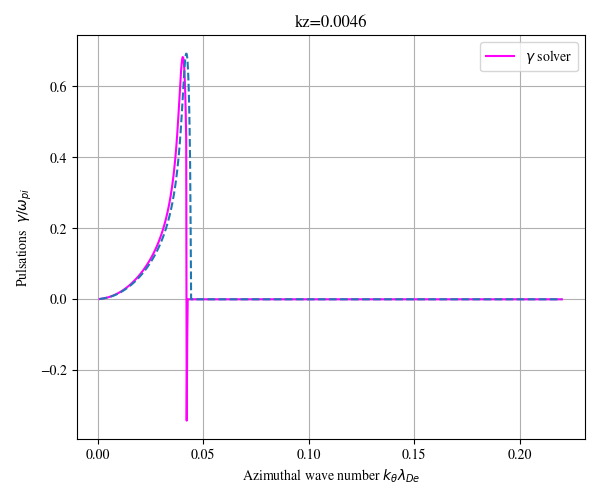 kz=0.0046
γ solver
0.6
0.4
0.2
0.0
−0.2
Pulsations γ/ω_pi
0.00 0.05 0.10 0.15 0.20
Azimuthal wave number k_θλ_De